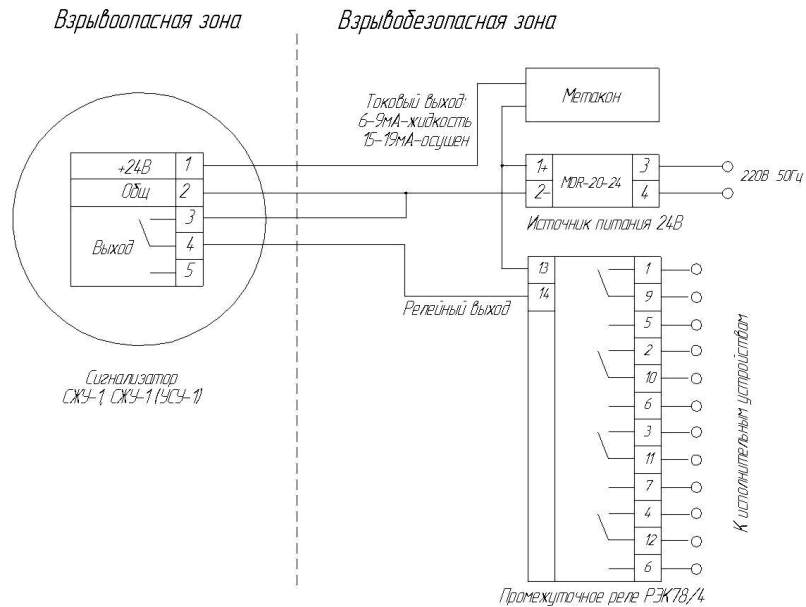 Взрывоопасная зона
Взрывобезопасная зона
Токовый выход:
6-9мА-жидкость
15-19мА-осушен
Метакон
+24В 1
Общ 2
3
Выход 4
5
1+ MDR-20-24 3
2- 4
220В 50Гц
Источник питания 24В
13 1
14 9
5
2
10
6
3
11
7
4
12
6
Релейный выход
Сигнализатор
СЖУ-1, СЖУ-1 (УСУ-1)
К исполнительным устройствам
Промежуточное реле РЭК78/4